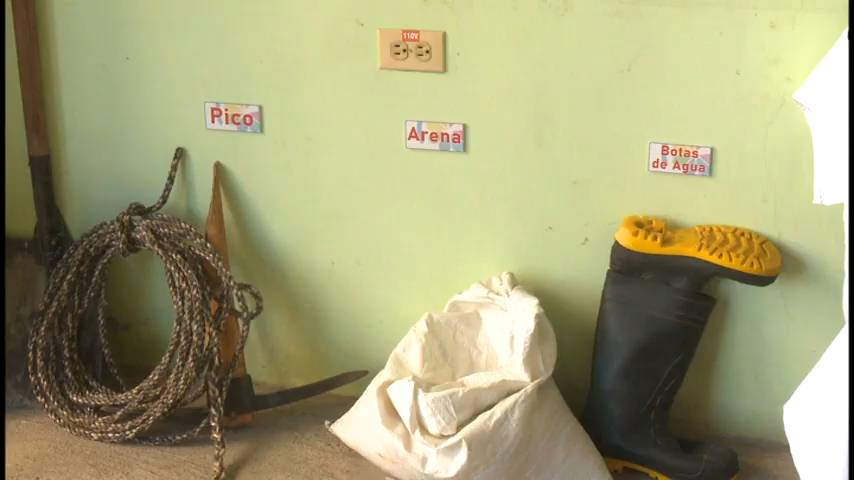 110V
Pico
Arena
Botas
de Agua